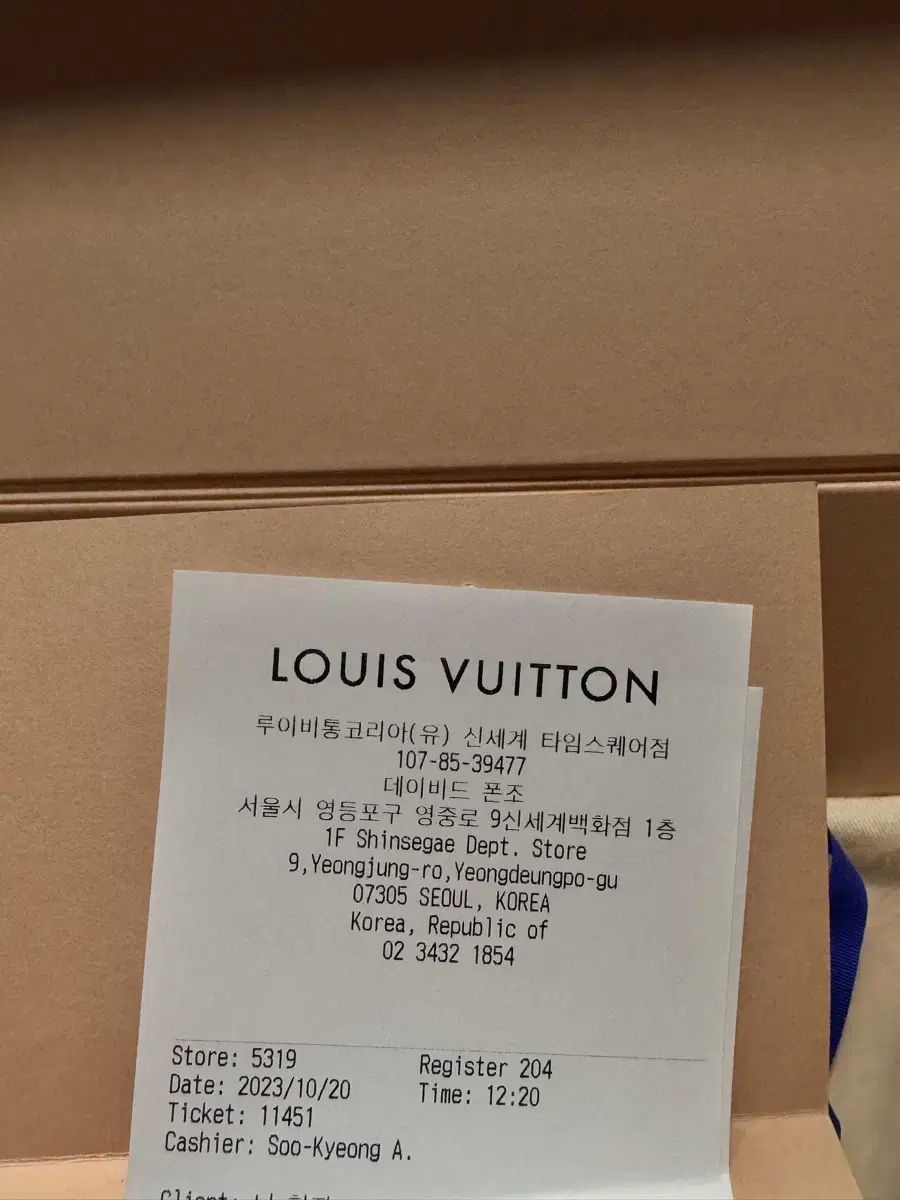 LOUIS VUITTON
루이비통코리아(유) 신세계 타임스퀘어점
107-85-39477
데이비드 폰조
서울시 영등포구 영중로 9신세계백화점 1층
1F Shinsegae Dept. Store
9,Yeongjung-ro,Yeongdeungpo-gu
07305 SEOUL, KOREA
Korea, Republic of
02 3432 1854
Store: 5319 Register 204
Date: 2023/10/20 Time: 12:20
Ticket: 11451
Cashier: Soo-Kyeong A.
Client: